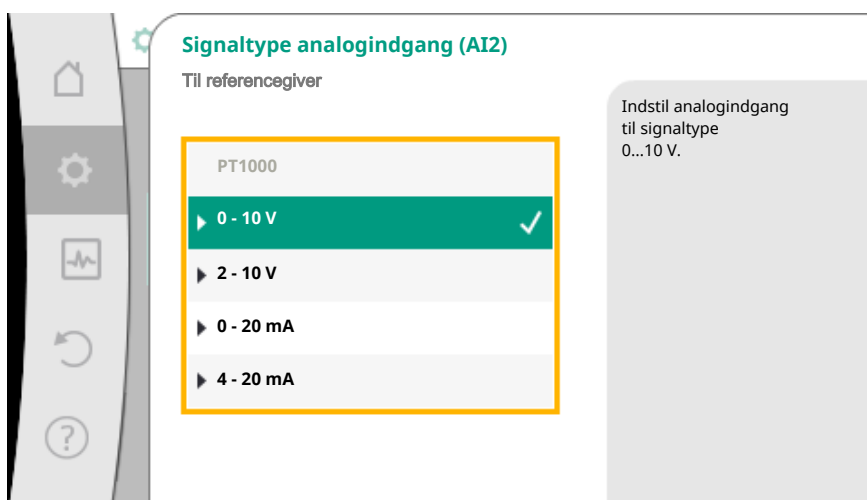 Signaltype analogindgang (AI2)
Til referencegiver
PT1000
0 - 10 V
2 - 10 V
0 - 20 mA
4 - 20 mA
Indstil analogindgang
til signaltype
0...10 V.
?